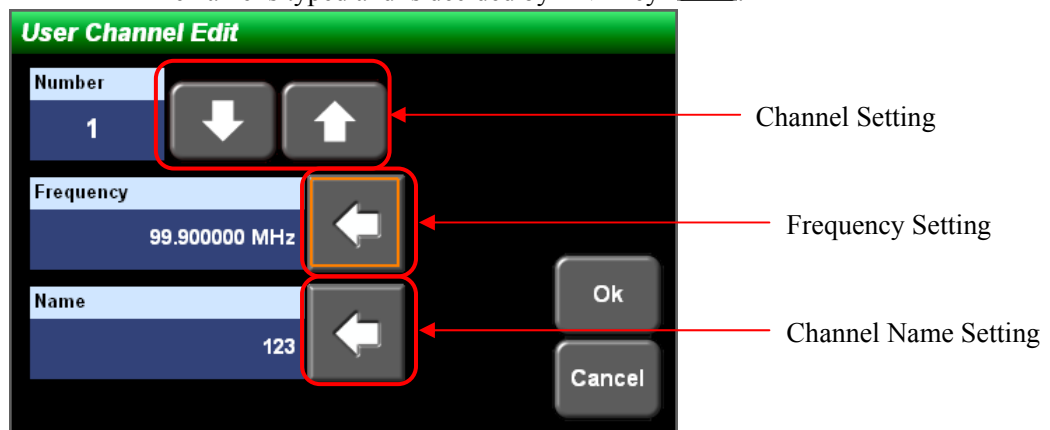 User Channel Edit
Number
1
Channel Setting
Frequency
99.900000 MHz
Frequency Setting
Name
123
Channel Name Setting
Ok
Cancel